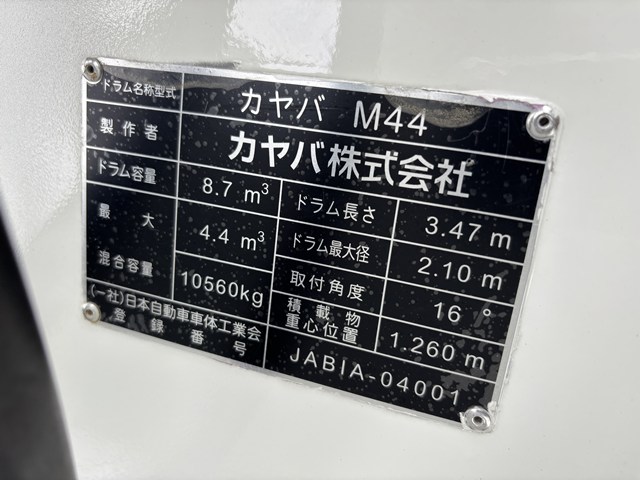 ドラム名称型式 カヤバ M44
製作者 カヤバ株式会社
ドラム容量 8.7 m³ ドラム長さ 3.47 m
最大 4.4 m³ ドラム最大径 2.10 m
混合容量 10560kg 取付角度 16 °
積載物
重心位置 1.260 m
(一社)日本自動車車体工業会
登録番号 JABIA-04001